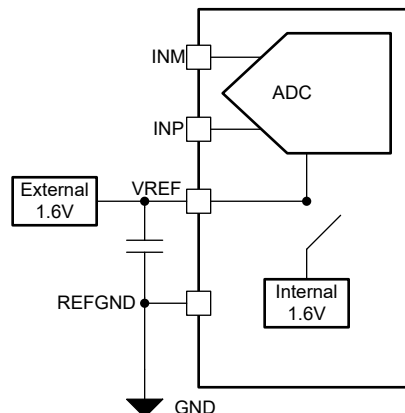 INM
ADC
INP
External
1.6V
VREF
Internal
1.6V
REFGND
GND